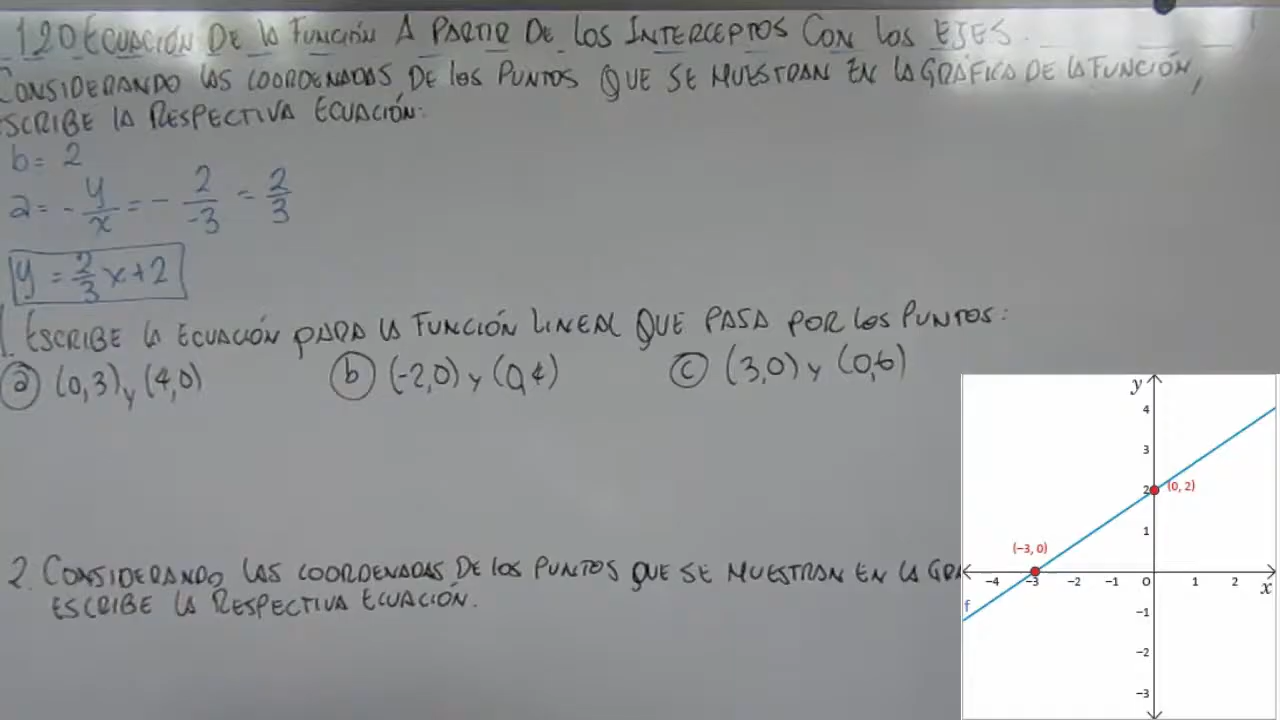 120 ECUACIÓN DE LA FUNCIÓN A PARTIR DE LOS INTERCEPTOS CON LOS EJES.
CONSIDERANDO LAS COORDENADAS DE LOS PUNTOS QUE SE MUESTRAN EN LA GRÁFICA DE LA FUNCIÓN,
ESCRIBE LA RESPECTIVA ECUACIÓN:
b = 2
a = - y/x = - 2/-3 = 2/3
y = 2/3 x + 2
1. ESCRIBE LA ECUACIÓN PARA LA FUNCIÓN LINEAL QUE PASA POR LOS PUNTOS:
a (0,3) y (4,0) b (-2,0) y (0,4) c (3,0) y (0,6)
2. CONSIDERANDO LAS COORDENADAS DE LOS PUNTOS QUE SE MUESTRAN EN LA GRÁ
ESCRIBE LA RESPECTIVA ECUACIÓN.
y
4
3
2 (0, 2)
1
(−3, 0)
−4 −3 −2 −1 0 1 2 x
f
−1
−2
−3